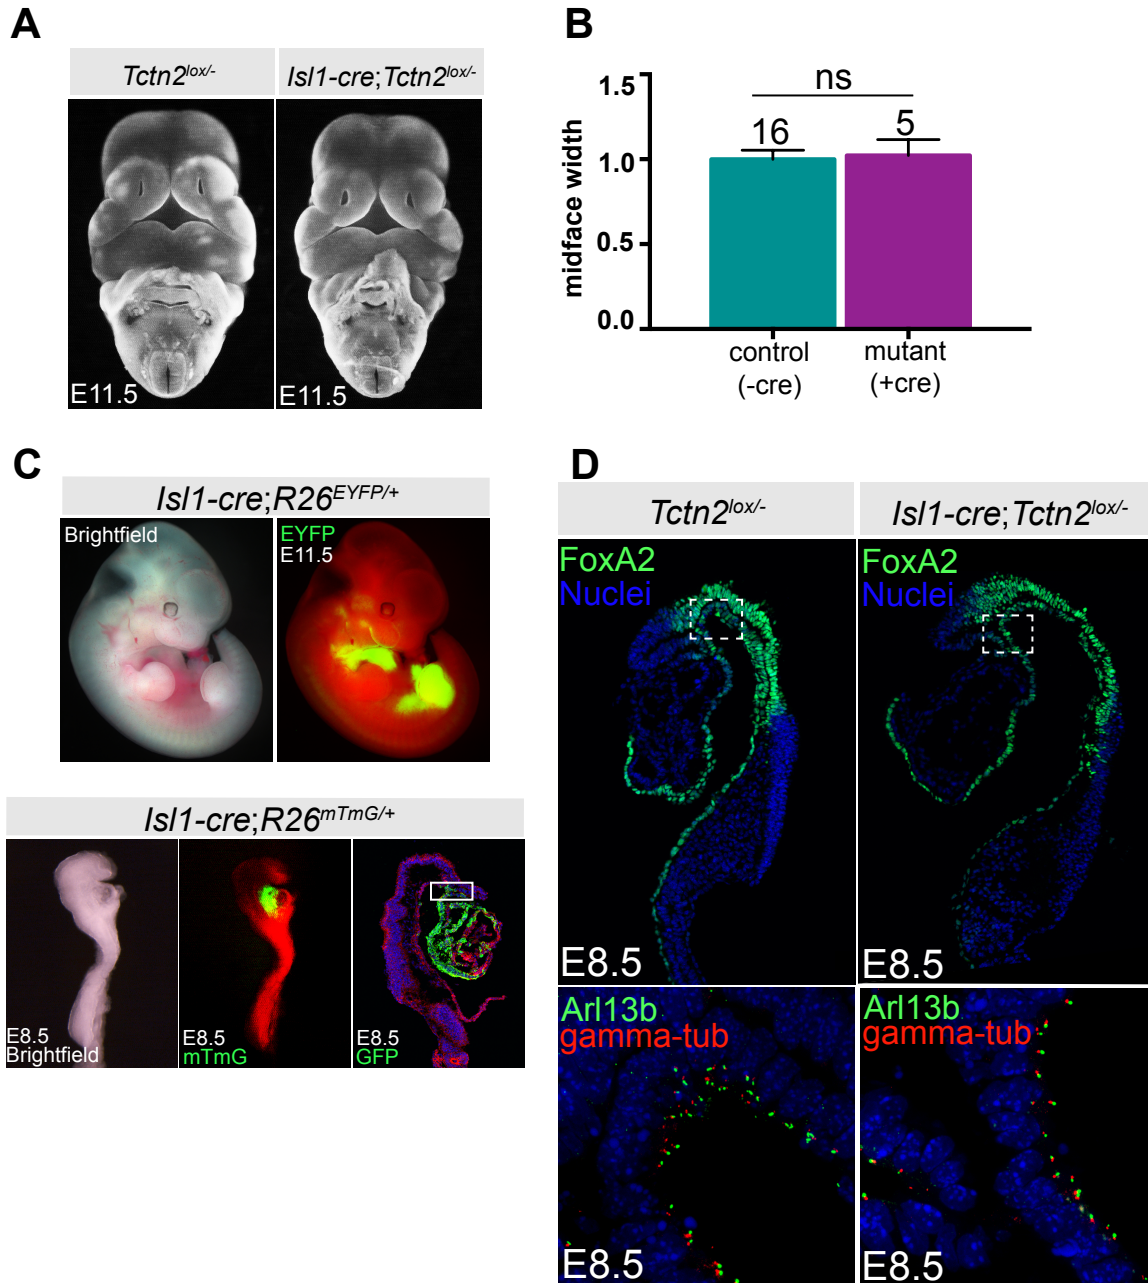 A
Tctn2lox/-
Isl1-cre;Tctn2lox/-
E11.5
E11.5
B
ns
16
5
1.5
1.0
0.5
0.0
midface width
control
(-cre)
mutant
(+cre)
C
Isl1-cre;R26EYFP/+
Brightfield
EYFP
E11.5
Isl1-cre;R26mTmG/+
E8.5
Brightfield
E8.5
mTmG
E8.5
GFP
D
Tctn2lox/-
Isl1-cre;Tctn2lox/-
FoxA2
Nuclei
E8.5
FoxA2
Nuclei
E8.5
Arl13b
gamma-tub
E8.5
Arl13b
gamma-tub
E8.5